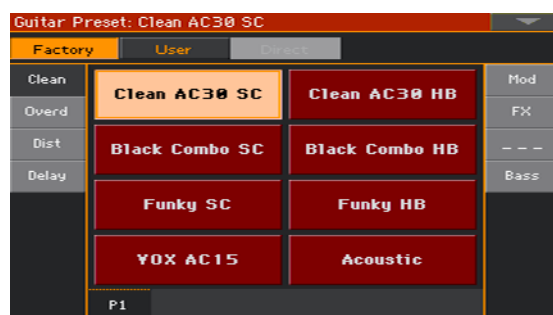 Guitar Preset: Clean AC30 SC
Factory User Direct
Clean Clean AC30 SC Clean AC30 HB Mod
Overd FX
Dist Black Combo SC Black Combo HB ---
Delay Bass
Funky SC Funky HB
VOX AC15 Acoustic
P1